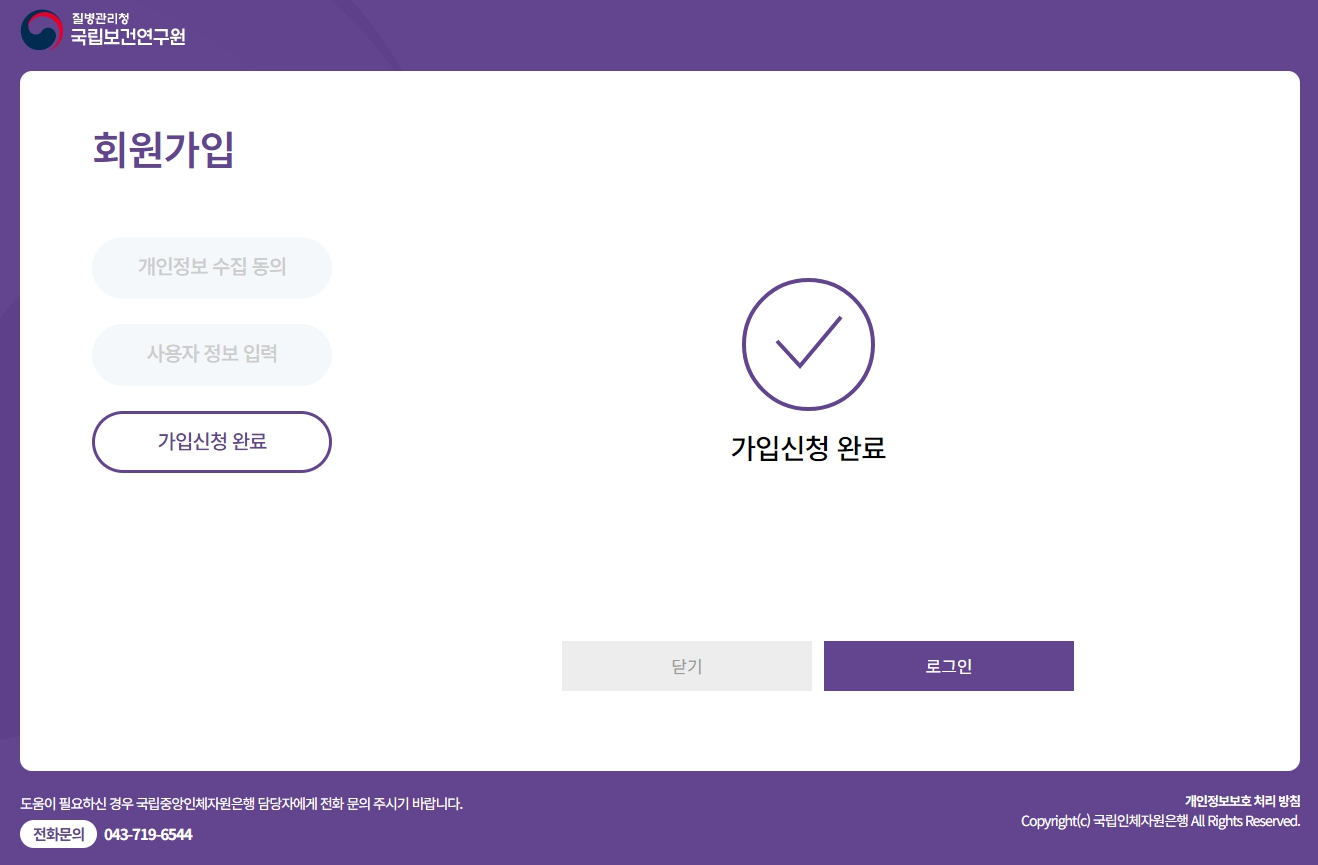 질병관리청
국립보건연구원
회원가입
개인정보 수집 동의
사용자 정보 입력
가입신청 완료
가입신청 완료
닫기
로그인
도움이 필요하신 경우 국립중앙인체자원은행 담당자에게 전화 문의 주시기 바랍니다.
전화문의 043-719-6544
개인정보보호 처리 방침
Copyright(c) 국립인체자원은행 All Rights Reserved.